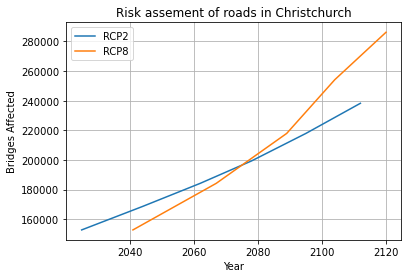 Risk assement of roads in Christchurch
RCP2
RCP8
Bridges Affected
280000
260000
240000
220000
200000
180000
160000
2040
2060
2080
2100
2120
Year